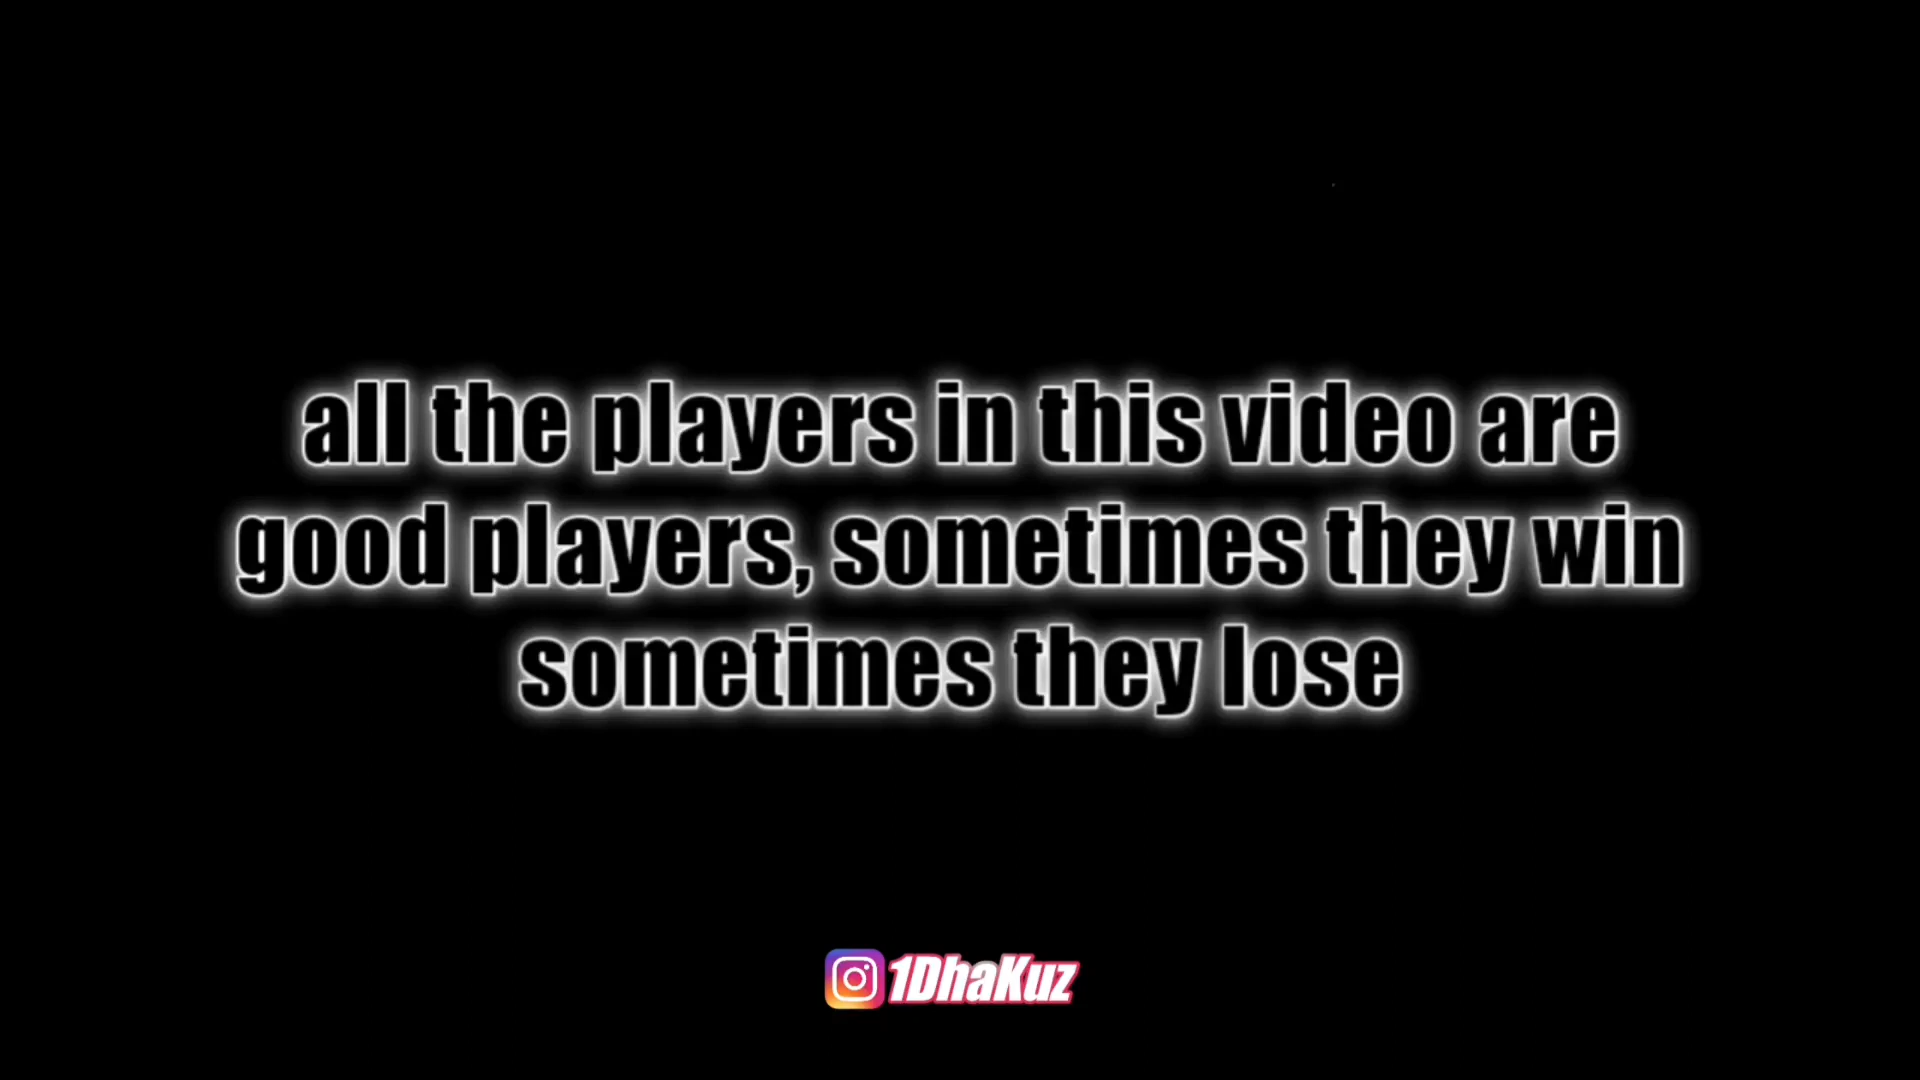 all the players in this video are
good players, sometimes they win
sometimes they lose
1DhaKuz